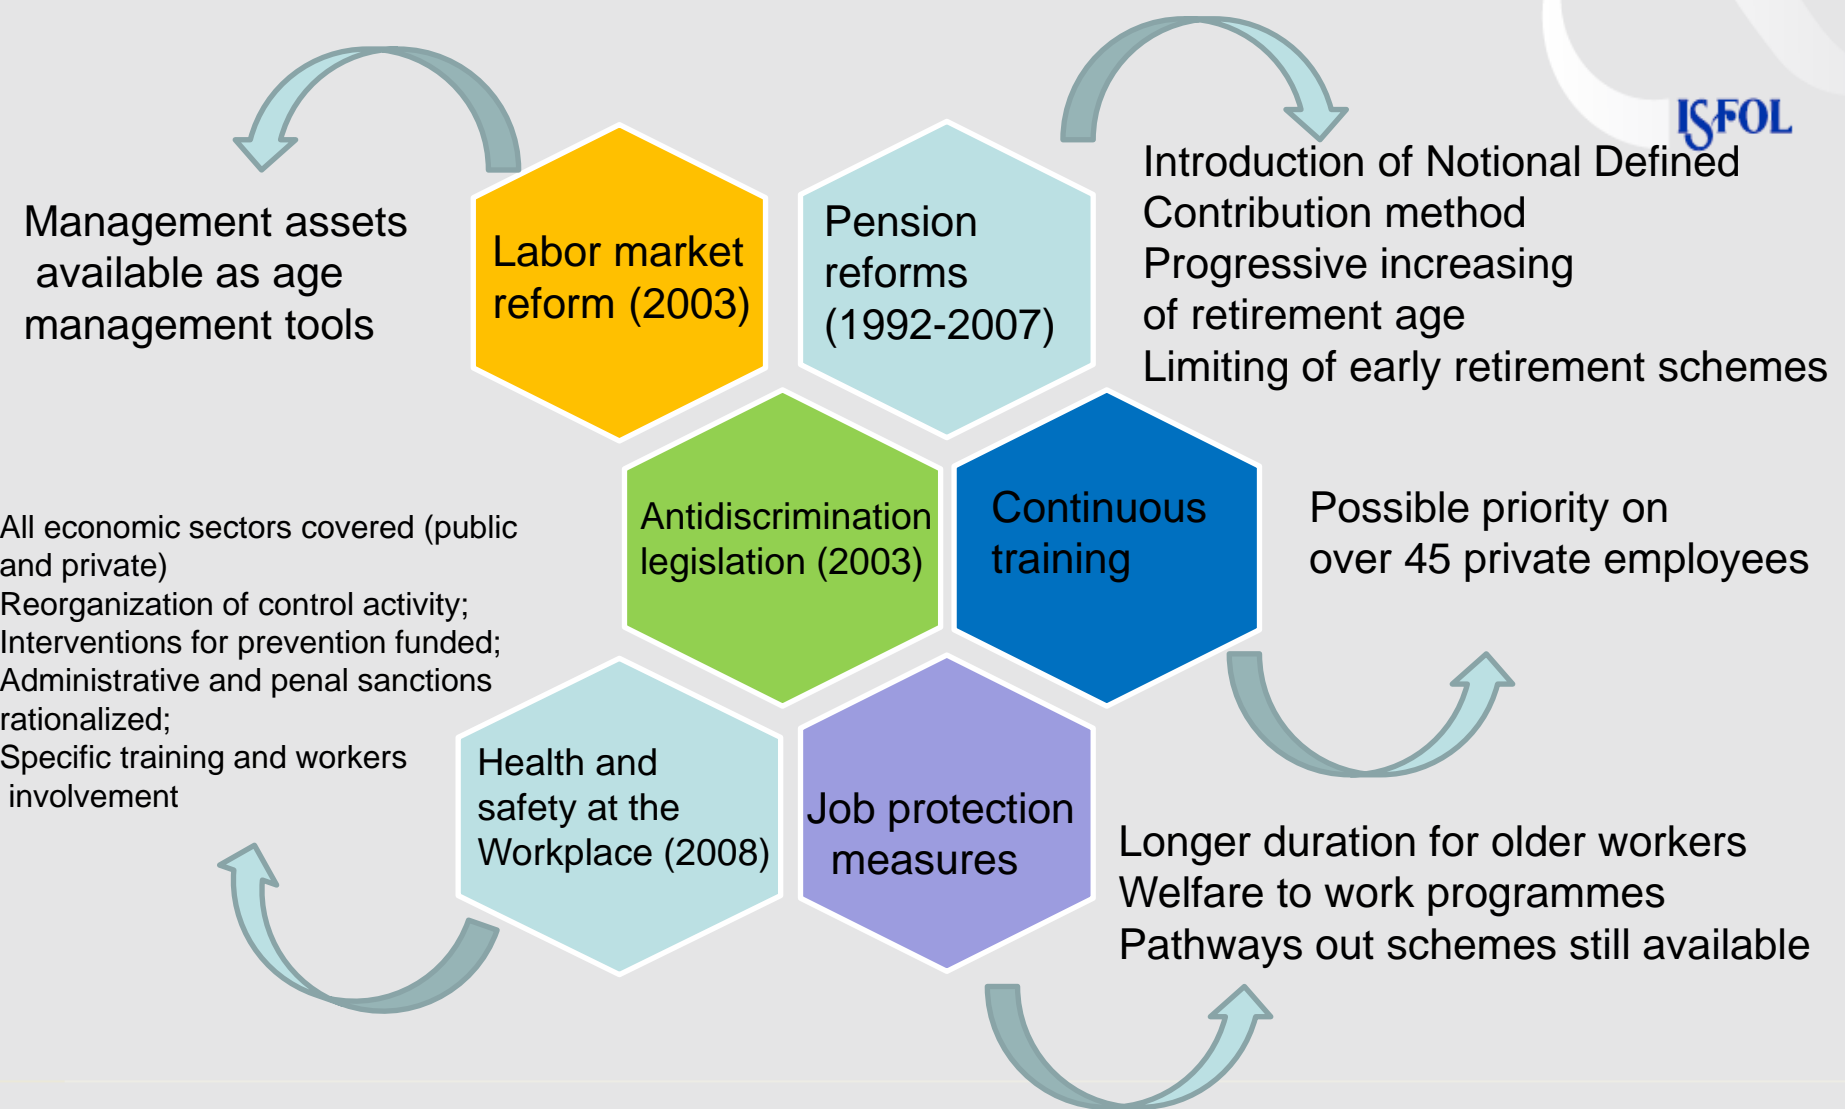 ISFOL
Management assets
available as age
management tools
Labor market
reform (2003)
Pension
reforms
(1992-2007)
Introduction of Notional Defined
Contribution method
Progressive increasing
of retirement age
Limiting of early retirement schemes
All economic sectors covered (public
and private)
Reorganization of control activity;
Interventions for prevention funded;
Administrative and penal sanctions
rationalized;
Specific training and workers
involvement
Antidiscrimination
legislation (2003)
Continuous
training
Possible priority on
over 45 private employees
Health and
safety at the
Workplace (2008)
Job protection
measures
Longer duration for older workers
Welfare to work programmes
Pathways out schemes still available